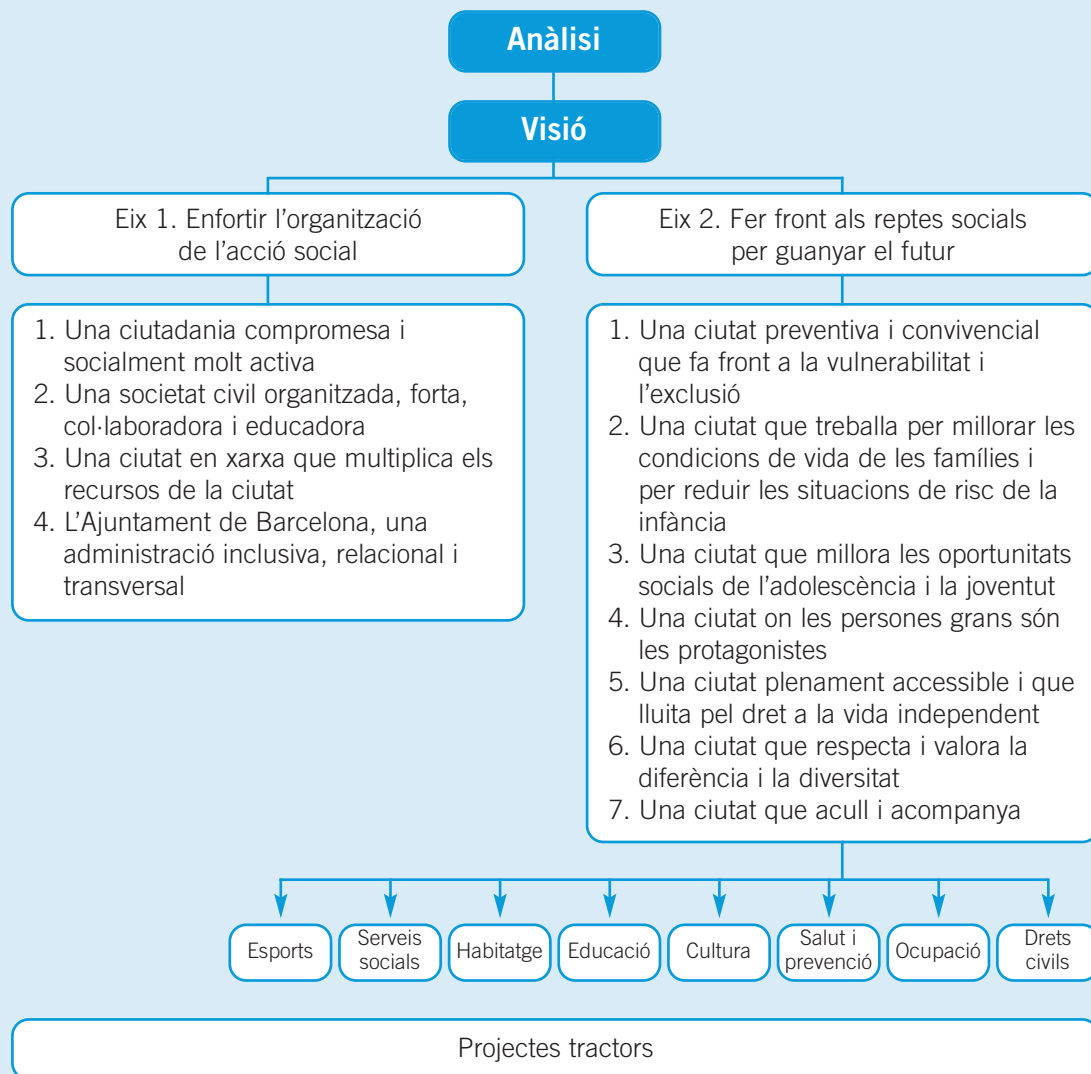 Anàlisi
Visió
Eix 1. Enfortir l’organització
de l’acció social
Eix 2. Fer front als reptes socials
per guanyar el futur
1. Una ciutadania compromesa i
socialment molt activa
2. Una societat civil organitzada, forta,
col·laboradora i educadora
3. Una ciutat en xarxa que multiplica els
recursos de la ciutat
4. L’Ajuntament de Barcelona, una
administració inclusiva, relacional i
transversal
1. Una ciutat preventiva i convivencial
que fa front a la vulnerabilitat i
l’exclusió
2. Una ciutat que treballa per millorar les
condicions de vida de les famílies i
per reduir les situacions de risc de la
infància
3. Una ciutat que millora les oportunitats
socials de l’adolescència i la joventut
4. Una ciutat on les persones grans són
les protagonistes
5. Una ciutat plenament accessible i que
lluita pel dret a la vida independent
6. Una ciutat que respecta i valora la
diferència i la diversitat
7. Una ciutat que acull i acompanya
Esports
Serveis
socials
Habitatge
Educació
Cultura
Salut i
prevenció
Ocupació
Drets
civils
Projectes tractors